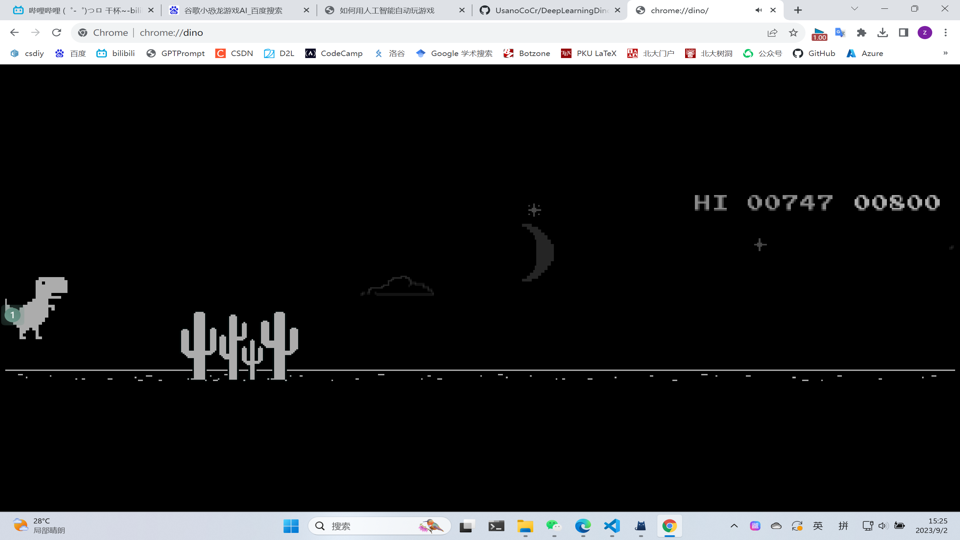 哔哩哔哩 (゜-゜)つロ 干杯~-bili
谷歌小恐龙游戏AI_百度搜索
如何用人工智能自动玩游戏
UsanoCoCr/DeepLearningDin
chrome://dino/
Chrome | chrome://dino
1.00
z
csdiy
百度
bilibili
GPTPrompt
CSDN
D2L
CodeCamp
洛谷
Google 学术搜索
Botzone
PKU LaTeX
北大门户
北大树洞
公众号
GitHub
Azure
»
HI 00747 00800
1
28°C
局部晴朗
搜索
英
拼
15:25
2023/9/2